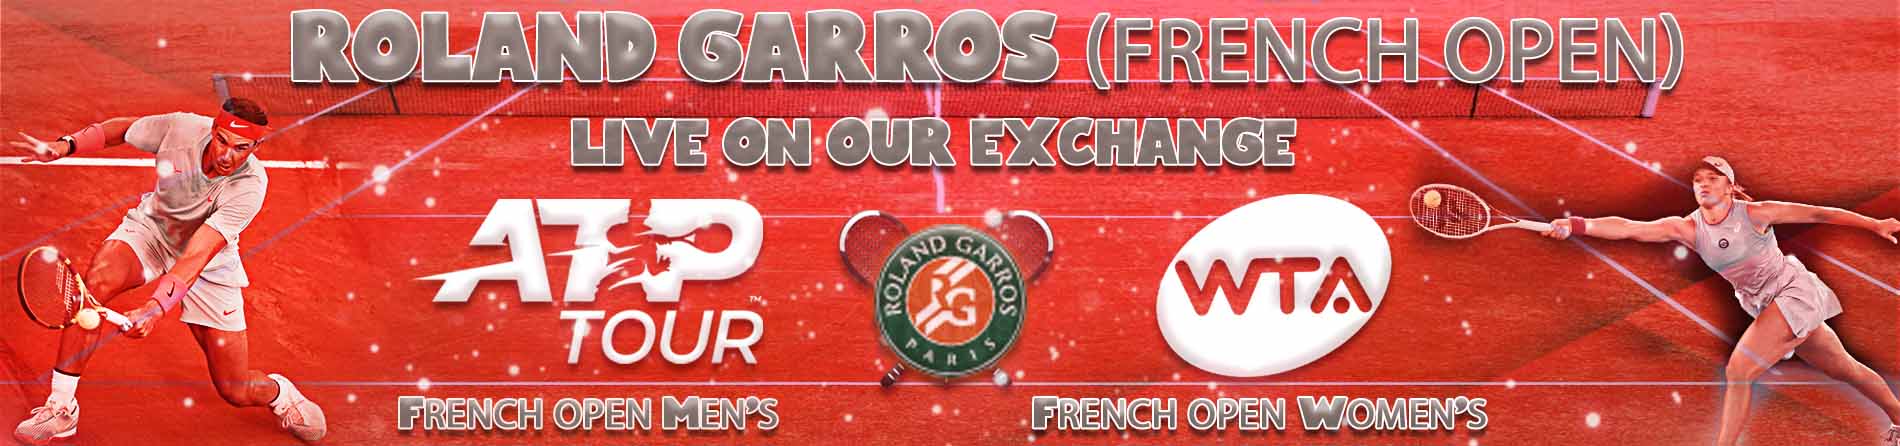 ROLAND GARROS (FRENCH OPEN)
LIVE ON OUR EXCHANGE
ATP
TOUR
™
ROLAND GARROS
RG
PARIS
WTA
FRENCH OPEN MEN'S
FRENCH OPEN WOMEN'S